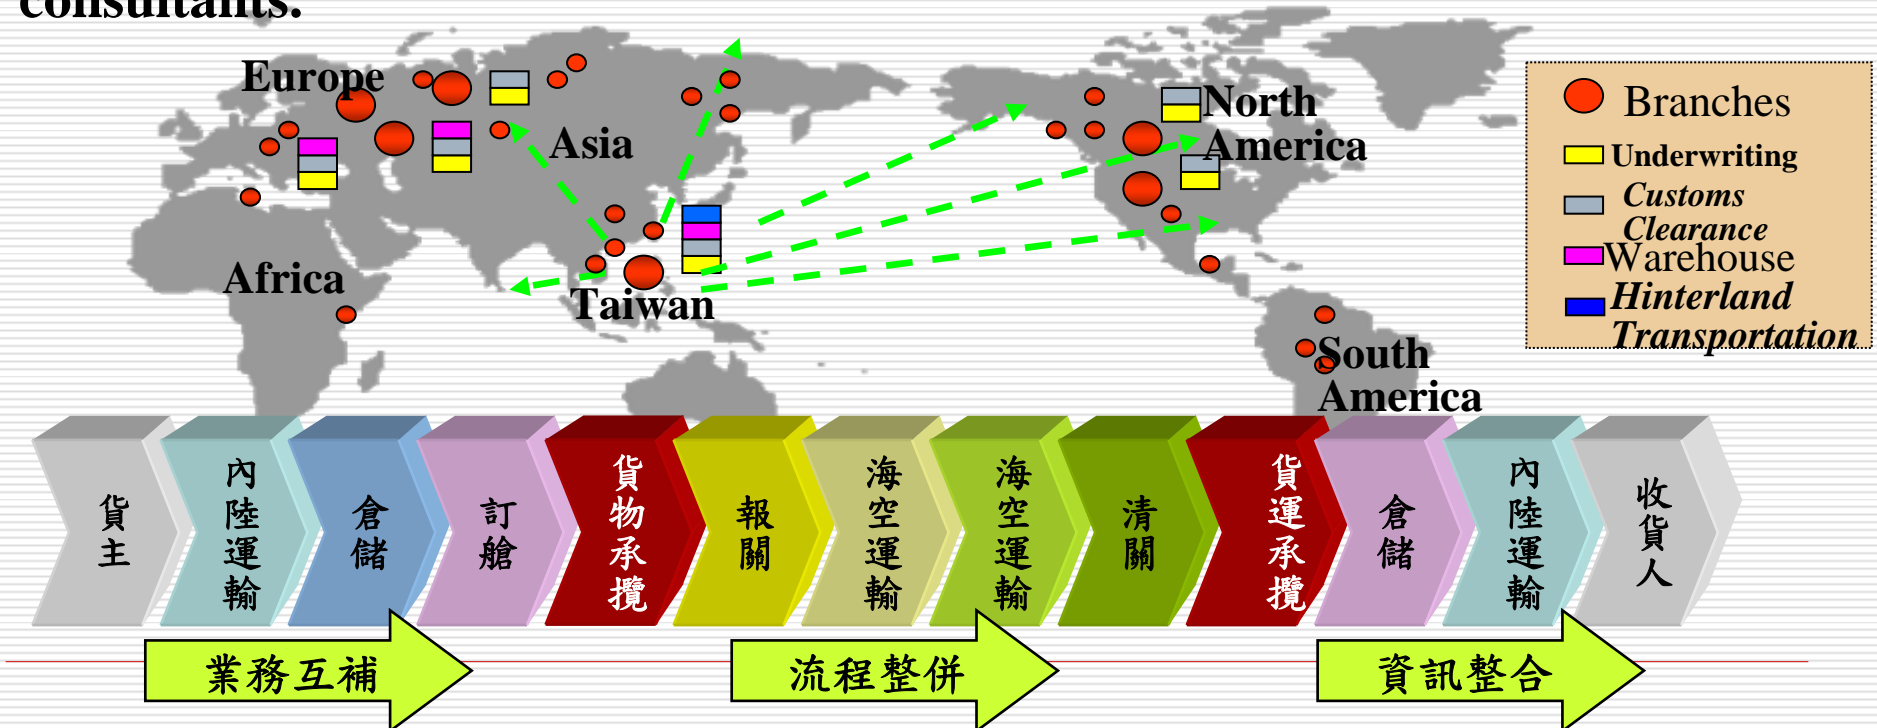 consultants.
Europe
Asia
Africa
Taiwan
North
America
South
America
Branches
Underwriting
Customs
Clearance
Warehouse
Hinterland
Transportation
貨主
內陸運輸
倉儲
訂艙
貨物承攬
報關
海空運輸
海空運輸
清關
貨運承攬
倉儲
內陸運輸
收貨人
業務互補
流程整併
資訊整合